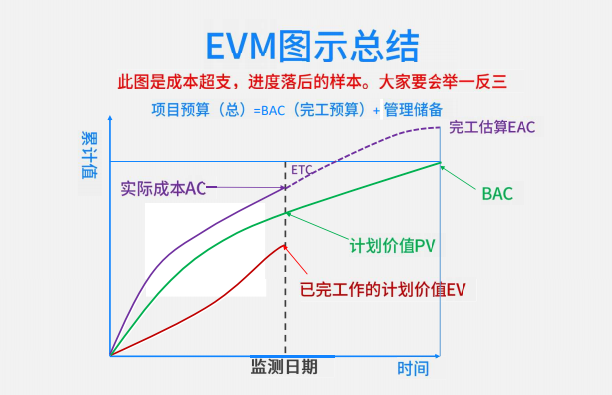 EVM图示总结
此图是成本超支，进度落后的样本。大家要会举一反三
项目预算（总）=BAC（完工预算）+ 管理储备
完工估算EAC
累计值
ETC
实际成本AC
BAC
计划价值PV
已完工作的计划价值EV
监测日期
时间